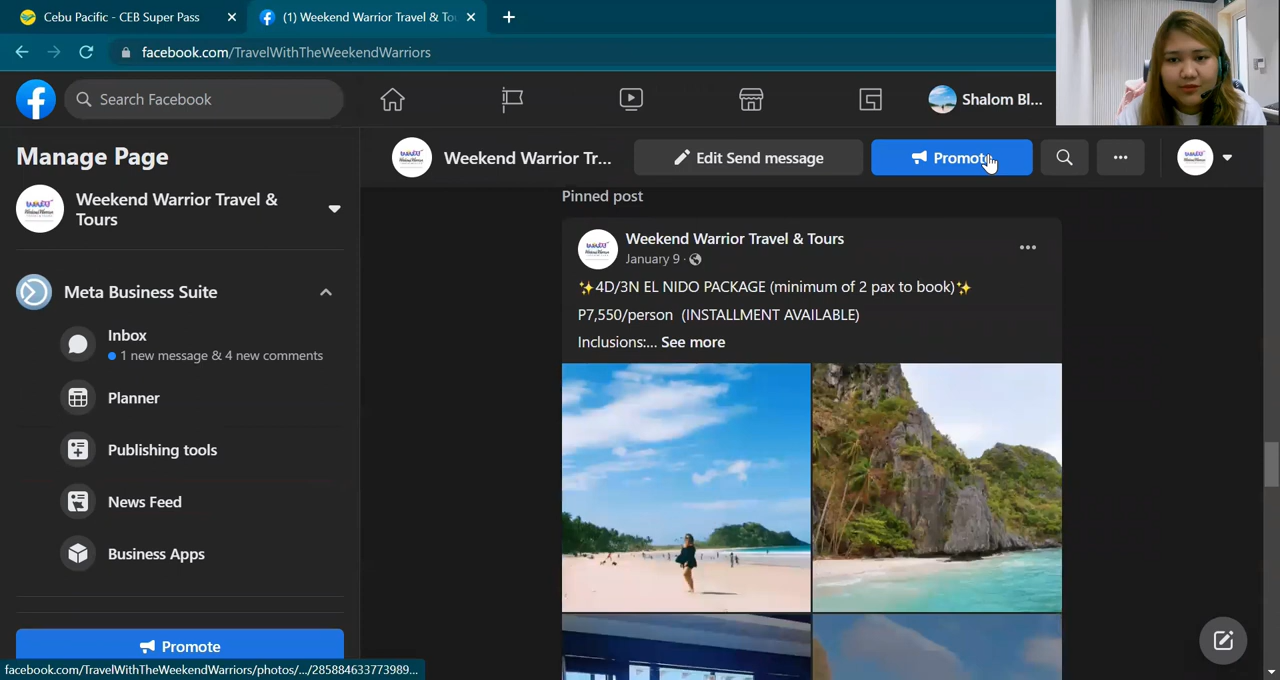 Cebu Pacific - CEB Super Pass
(1) Weekend Warrior Travel & To
facebook.com/TravelWithTheWeekendWarriors
Search Facebook
Shalom Bl...
Manage Page
Weekend Warrior Travel &
Tours
Meta Business Suite
Inbox
1 new message & 4 new comments
Planner
Publishing tools
News Feed
Business Apps
Promote
facebook.com/TravelWithTheWeekendWarriors/photos/.../285884633773989...
Weekend Warrior Tr...
Edit Send message
Promote
Pinned post
Weekend Warrior Travel & Tours
January 9 ·
✨4D/3N EL NIDO PACKAGE (minimum of 2 pax to book)✨
P7,550/person (INSTALLMENT AVAILABLE)
Inclusions:... See more